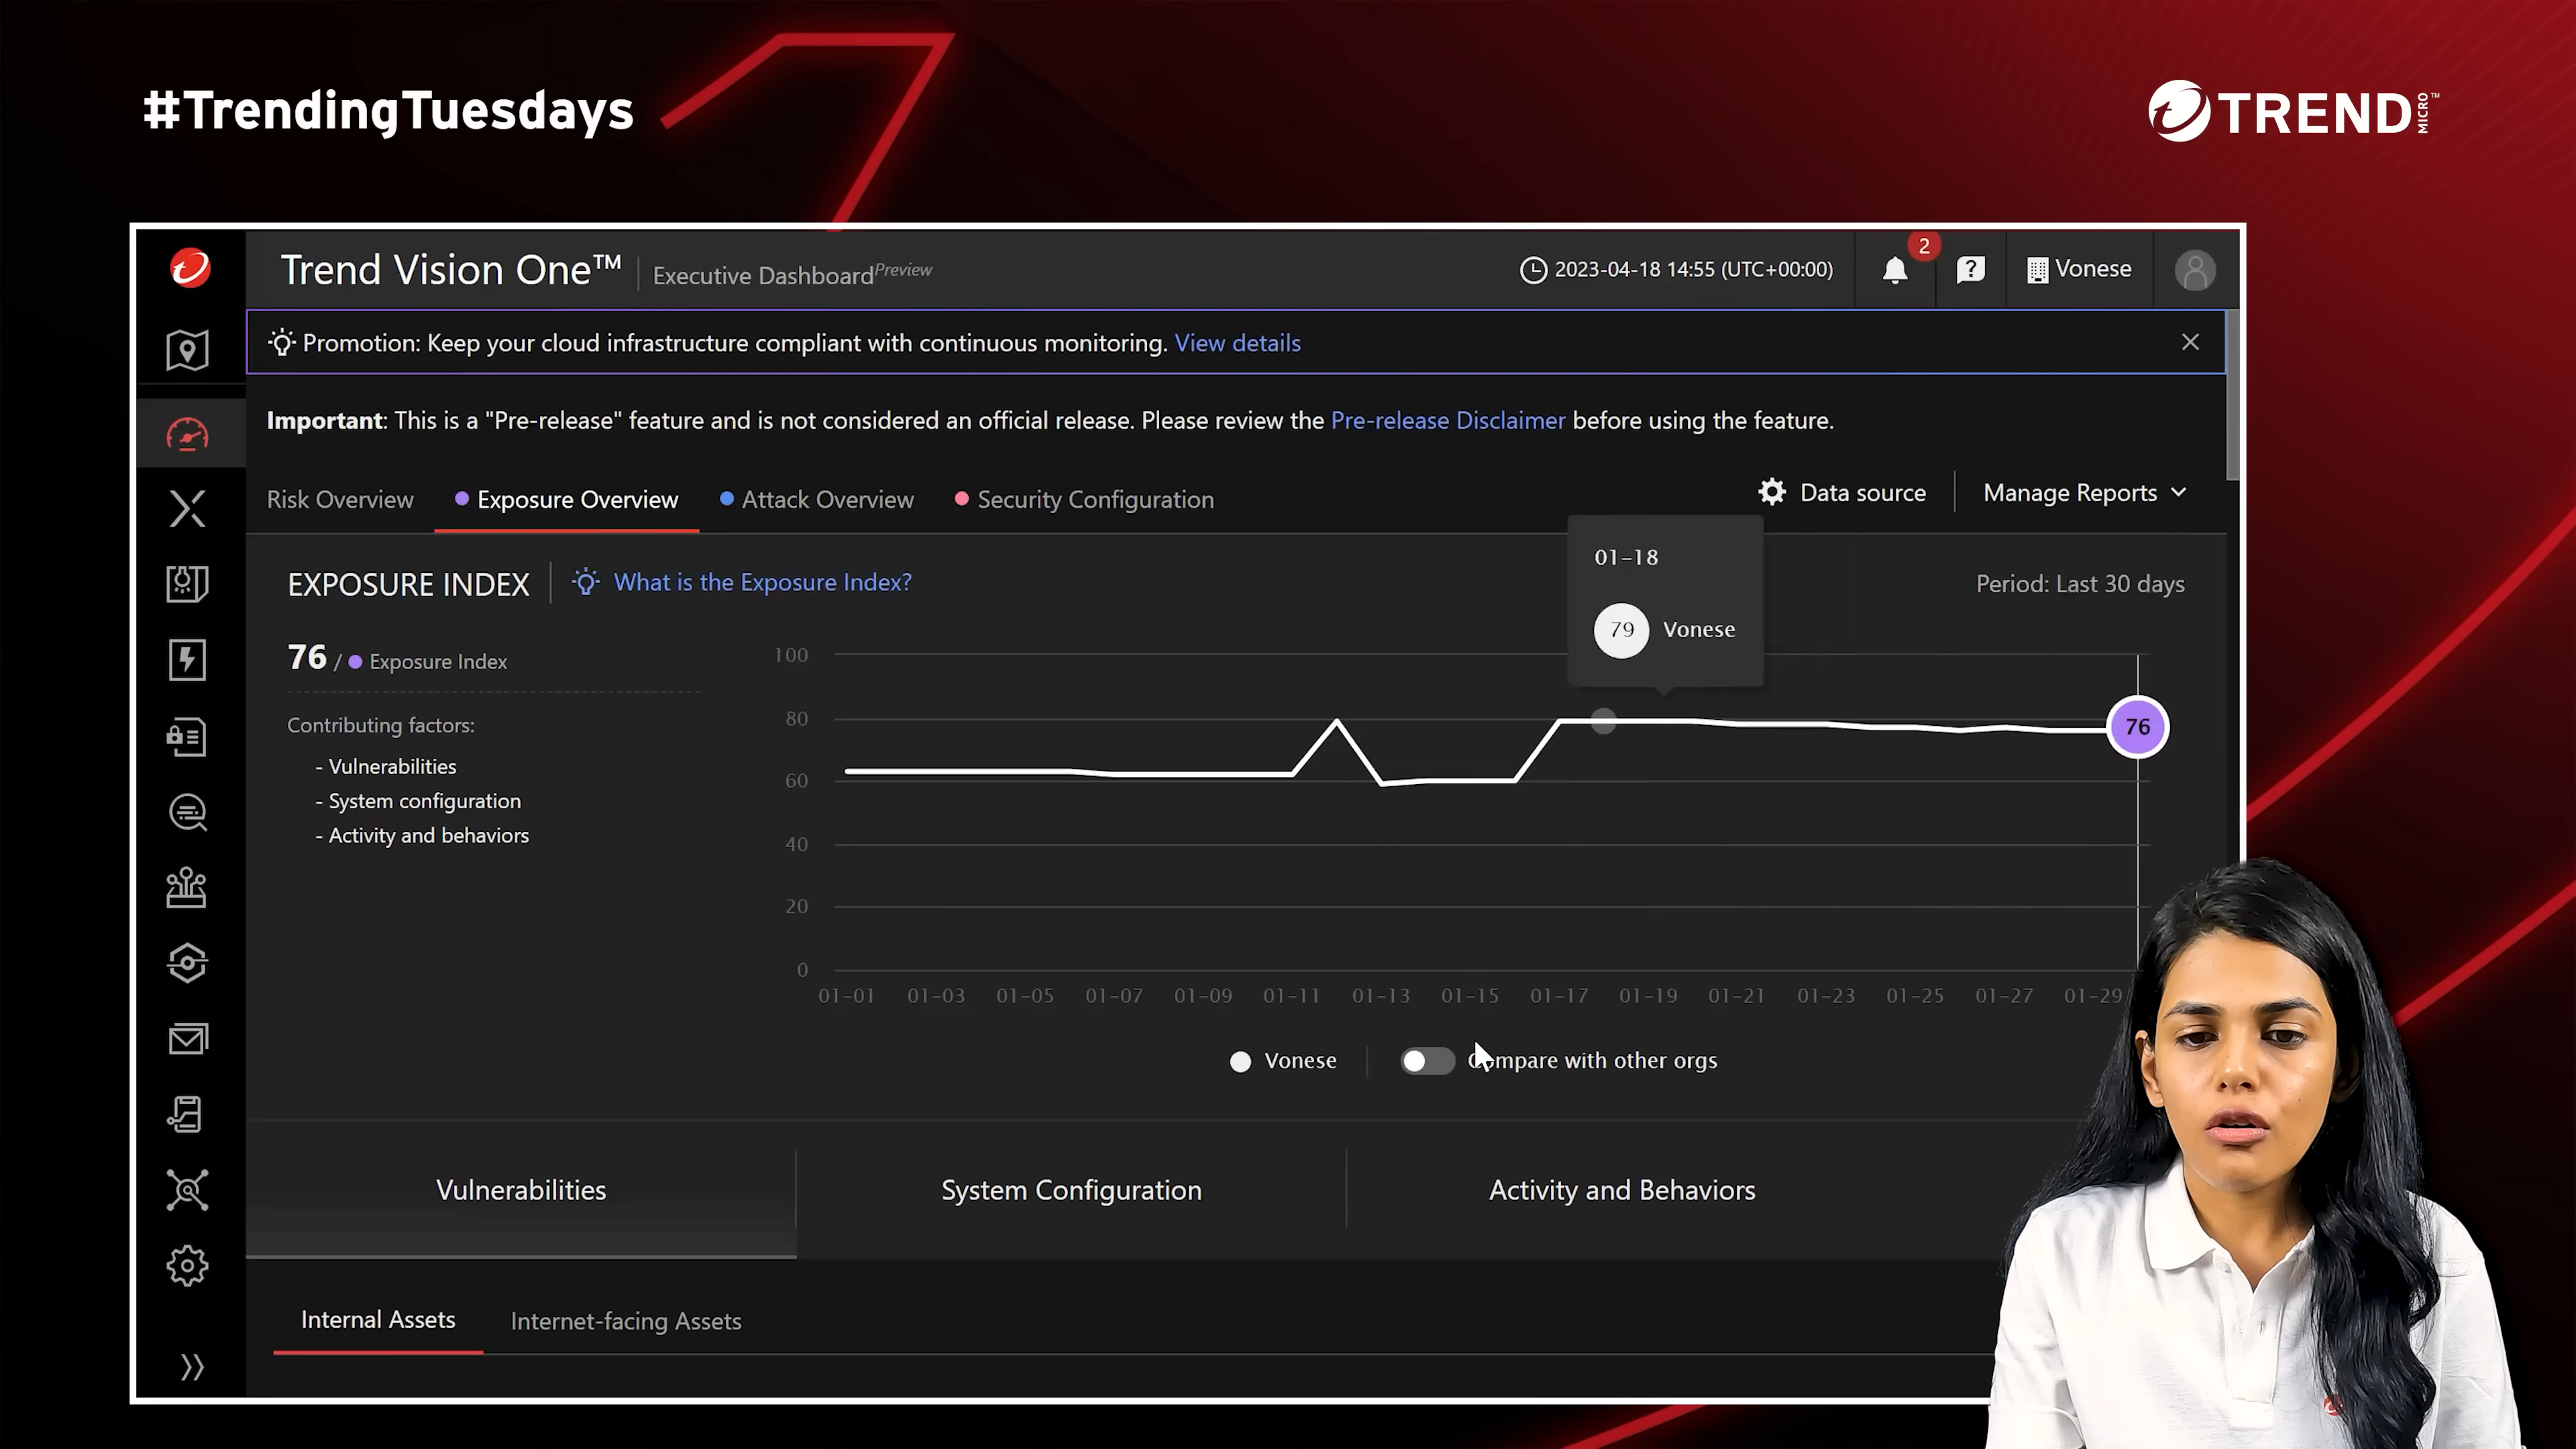 #TrendingTuesdays
TREND MICRO™
Trend Vision One™ Executive Dashboard Preview
2023-04-18 14:55 (UTC+00:00)
2
Vonese
Promotion: Keep your cloud infrastructure compliant with continuous monitoring. View details
Important: This is a "Pre-release" feature and is not considered an official release. Please review the Pre-release Disclaimer before using the feature.
Risk Overview Exposure Overview Attack Overview Security Configuration
Data source Manage Reports
EXPOSURE INDEX What is the Exposure Index?
Period: Last 30 days
01-18
79 Vonese
76 / Exposure Index
Contributing factors:
- Vulnerabilities
- System configuration
- Activity and behaviors
100
80
60
40
20
0
76
01-01 01-03 01-05 01-07 01-09 01-11 01-13 01-15 01-17 01-19 01-21 01-23 01-25 01-27 01-29
Vonese with other orgs
Vulnerabilities System Configuration Activity and Behaviors
Internal Assets Internet-facing Assets